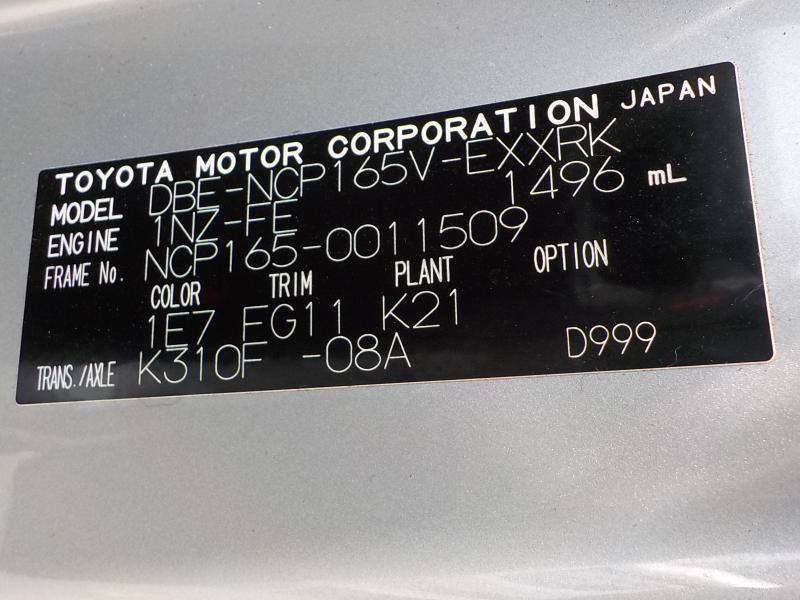 TOYOTA MOTOR CORPORATION JAPAN
MODEL DBE-NCP165V-EXXRK
ENGINE 1NZ-FE 1496 mL
FRAME No. NCP165-0011509
COLOR TRIM PLANT OPTION
1E7 FG11 K21
TRANS./AXLE K310F -08A D999